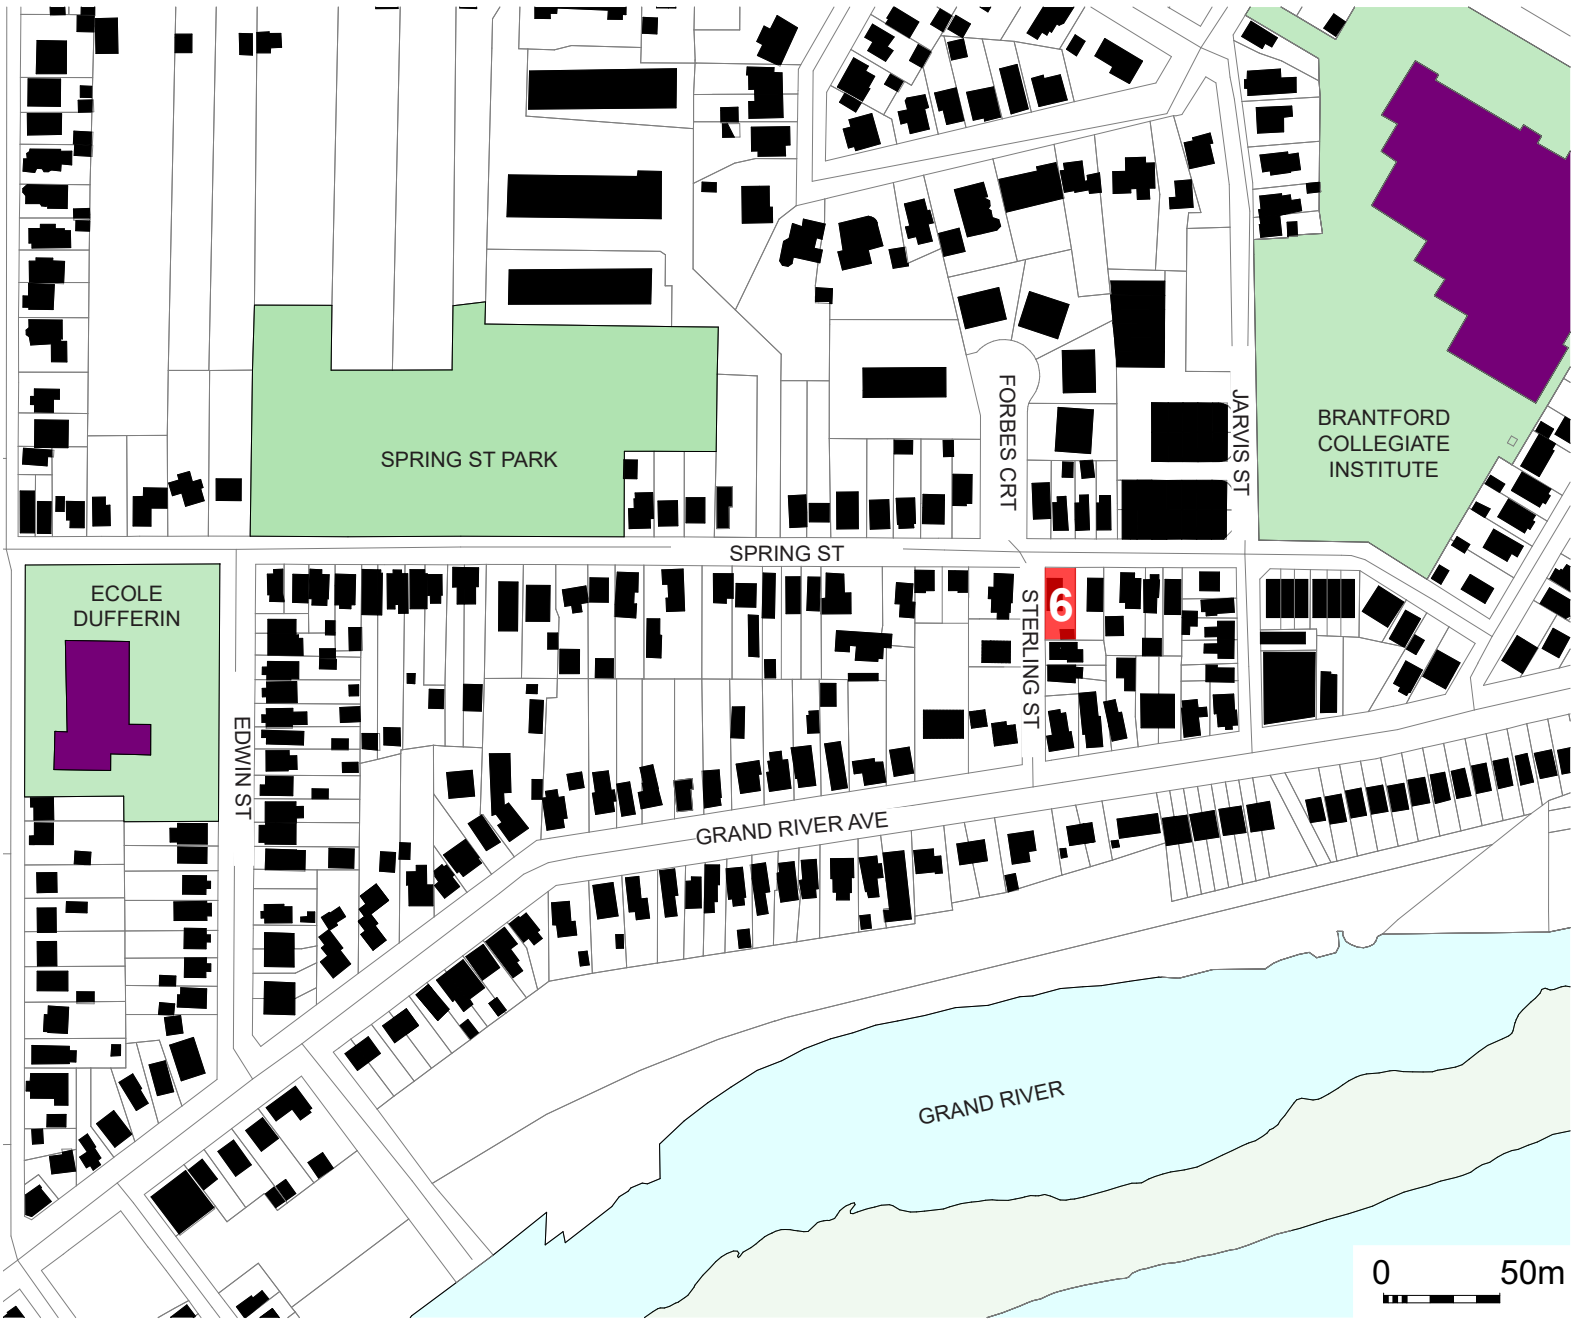 SPRING ST PARK
FORBES CRT
JARVIS ST
BRANTFORD
COLLEGIATE
INSTITUTE
SPRING ST
ECOLE
DUFFERIN
STERLING ST
6
EDWIN ST
GRAND RIVER AVE
GRAND RIVER
0 50m